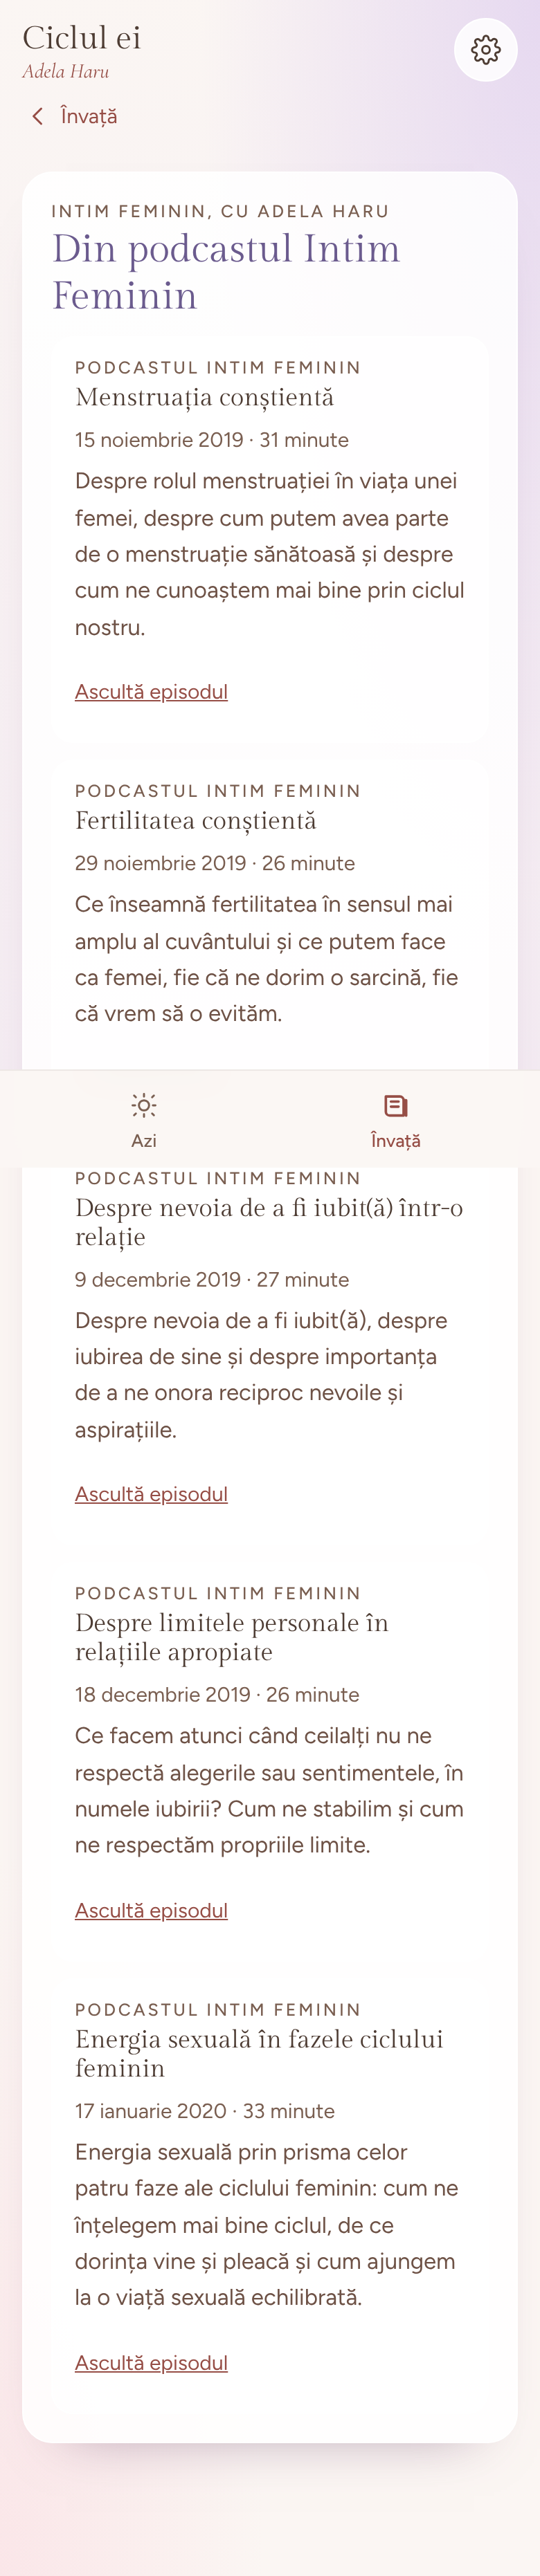 Ciclul ei
Adela Haru
Învață
INTIM FEMININ, CU ADELA HARU
Din podcastul Intim
Feminin
PODCASTUL INTIM FEMININ
Menstruația conștientă
15 noiembrie 2019 · 31 minute
Despre rolul menstruației în viața unei
femei, despre cum putem avea parte
de o menstruație sănătoasă și despre
cum ne cunoaștem mai bine prin ciclul
nostru.
Ascultă episodul
PODCASTUL INTIM FEMININ
Fertilitatea conștientă
29 noiembrie 2019 · 26 minute
Ce înseamnă fertilitatea în sensul mai
amplu al cuvântului și ce putem face
ca femei, fie că ne dorim o sarcină, fie
că vrem să o evităm.
Azi
Învață
PODCASTUL INTIM FEMININ
Despre nevoia de a fi iubit(ă) într-o
relație
9 decembrie 2019 · 27 minute
Despre nevoia de a fi iubit(ă), despre
iubirea de sine și despre importanța
de a ne onora reciproc nevoile și
aspirațiile.
Ascultă episodul
PODCASTUL INTIM FEMININ
Despre limitele personale în
relațiile apropiate
18 decembrie 2019 · 26 minute
Ce facem atunci când ceilalți nu ne
respectă alegerile sau sentimentele, în
numele iubirii? Cum ne stabilim și cum
ne respectăm propriile limite.
Ascultă episodul
PODCASTUL INTIM FEMININ
Energia sexuală în fazele ciclului
feminin
17 ianuarie 2020 · 33 minute
Energia sexuală prin prisma celor
patru faze ale ciclului feminin: cum ne
înțelegem mai bine ciclul, de ce
dorința vine și pleacă și cum ajungem
la o viață sexuală echilibrată.
Ascultă episodul